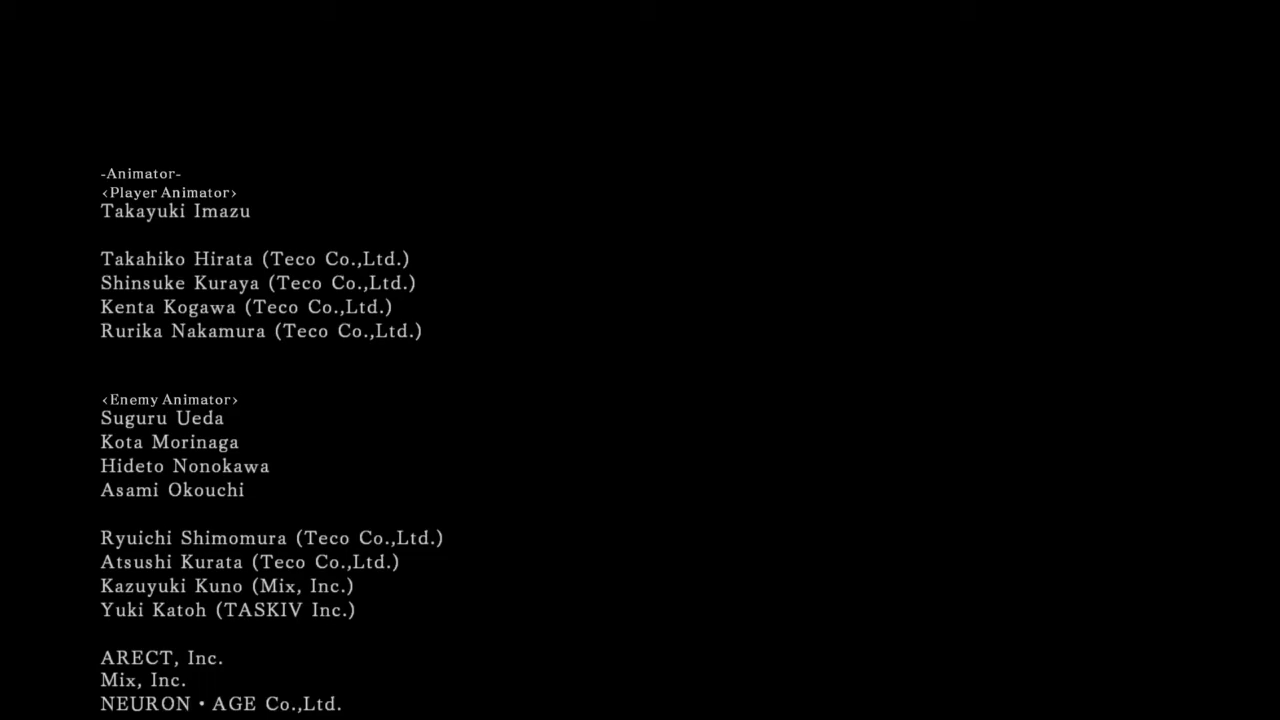 -Animator-
<Player Animator>
Takayuki Imazu
Takahiko Hirata (Teco Co.,Ltd.)
Shinsuke Kuraya (Teco Co.,Ltd.)
Kenta Kogawa (Teco Co.,Ltd.)
Rurika Nakamura (Teco Co.,Ltd.)
<Enemy Animator>
Suguru Ueda
Kota Morinaga
Hideto Nonokawa
Asami Okouchi
Ryuichi Shimomura (Teco Co.,Ltd.)
Atsushi Kurata (Teco Co.,Ltd.)
Kazuyuki Kuno (Mix, Inc.)
Yuki Katoh (TASKIV Inc.)
ARECT, Inc.
Mix, Inc.
NEURON・AGE Co.,Ltd.